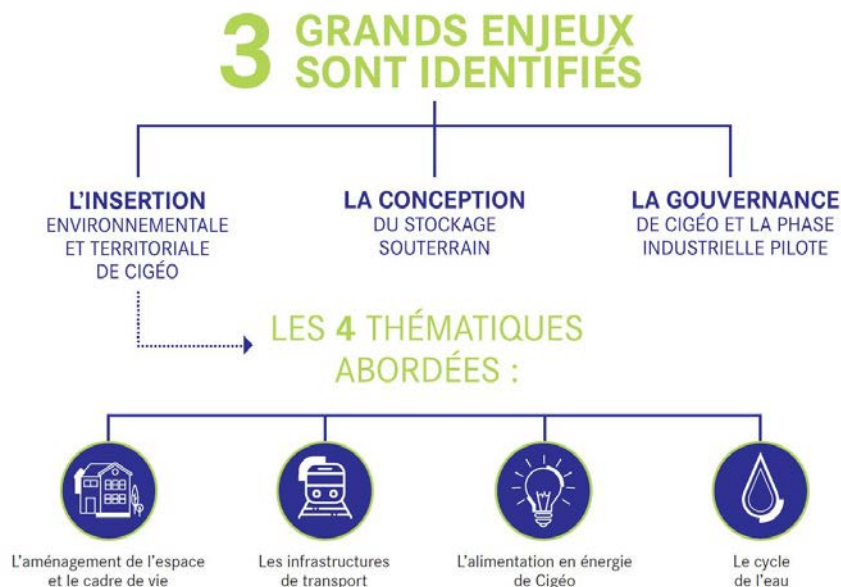 3 GRANDS ENJEUX
SONT IDENTIFIÉS
L'INSERTION
ENVIRONNEMENTALE
ET TERRITORIALE
DE CIGÉO
LA CONCEPTION
DU STOCKAGE
SOUTERRAIN
LA GOUVERNANCE
DE CIGÉO ET LA PHASE
INDUSTRIELLE PILOTE
LES 4 THÉMATIQUES
ABORDÉES :
L'aménagement de l'espace
et le cadre de vie
Les infrastructures
de transport
L'alimentation en énergie
de Cigéo
Le cycle
de l'eau